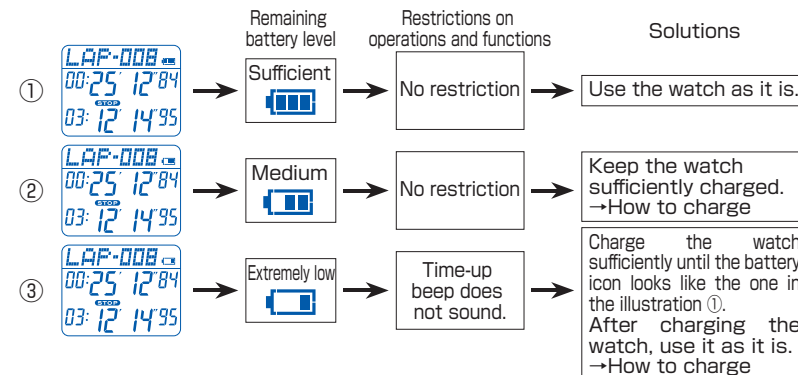 Remaining
battery level
Restrictions on
operations and functions
Solutions
①
LAP-008
00:25' 12"84
STOP
03: 12' 14"95
Sufficient
No restriction
Use the watch as it is.
②
LAP-008
00:25' 12"84
STOP
03: 12' 14"95
Medium
No restriction
Keep the watch
sufficiently charged.
→How to charge
③
LAP-008
00:25' 12"84
STOP
03: 12' 14"95
Extremely low
Time-up
beep does
not sound.
Charge the watch
sufficiently until the battery
icon looks like the one in
the illustration ①.
After charging the
watch, use it as it is.
→How to charge